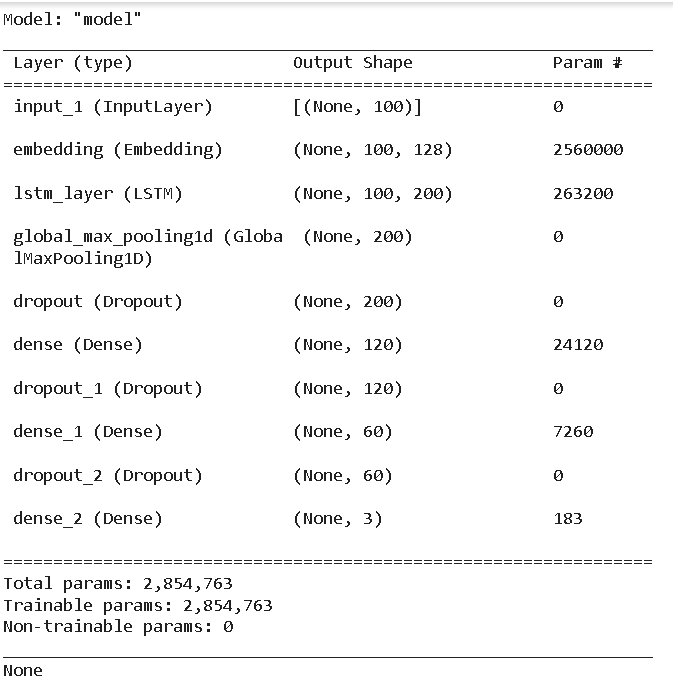 Model: "model"
Layer (type) Output Shape Param #
=================================================================
input_1 (InputLayer) [(None, 100)] 0
embedding (Embedding) (None, 100, 128) 2560000
lstm_layer (LSTM) (None, 100, 200) 263200
global_max_pooling1d (Globa (None, 200) 0
lMaxPooling1D)
dropout (Dropout) (None, 200) 0
dense (Dense) (None, 120) 24120
dropout_1 (Dropout) (None, 120) 0
dense_1 (Dense) (None, 60) 7260
dropout_2 (Dropout) (None, 60) 0
dense_2 (Dense) (None, 3) 183
=================================================================
Total params: 2,854,763
Trainable params: 2,854,763
Non-trainable params: 0
None